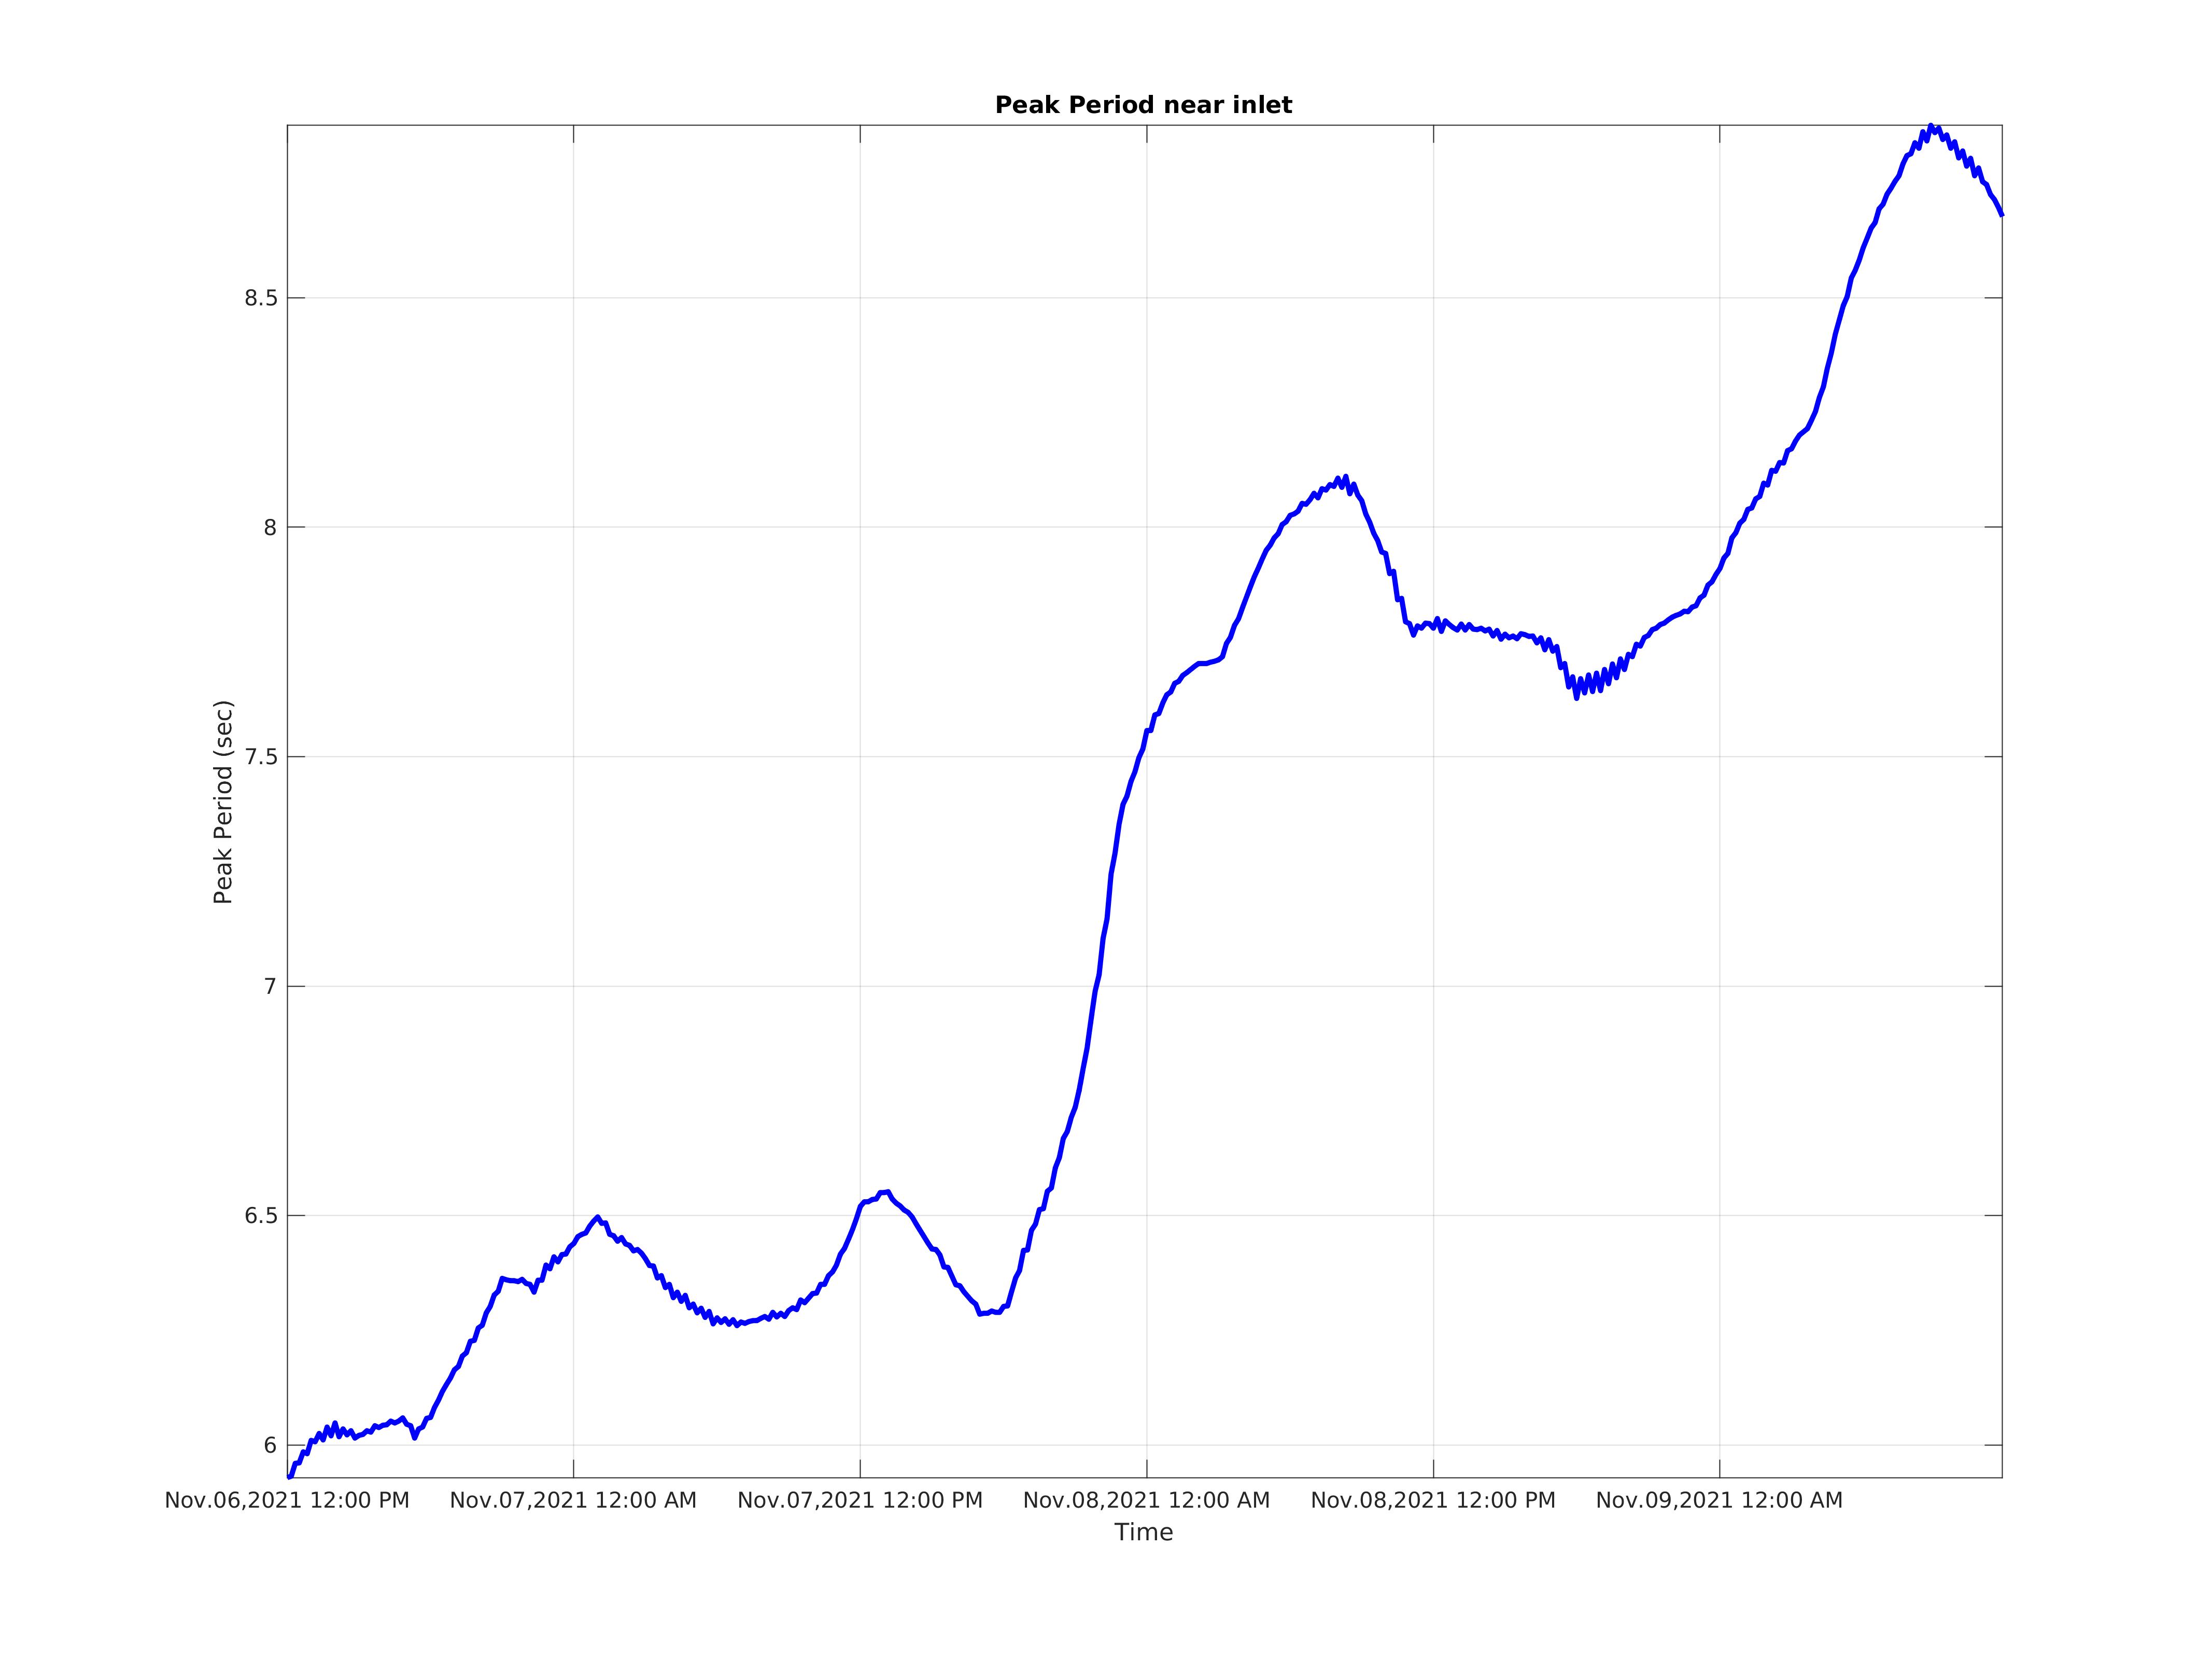 Peak Period near inlet
Peak Period (sec)
8.5
8
7.5
7
6.5
6
Nov.06,2021 12:00 PM
Nov.07,2021 12:00 AM
Nov.07,2021 12:00 PM
Nov.08,2021 12:00 AM
Nov.08,2021 12:00 PM
Nov.09,2021 12:00 AM
Time